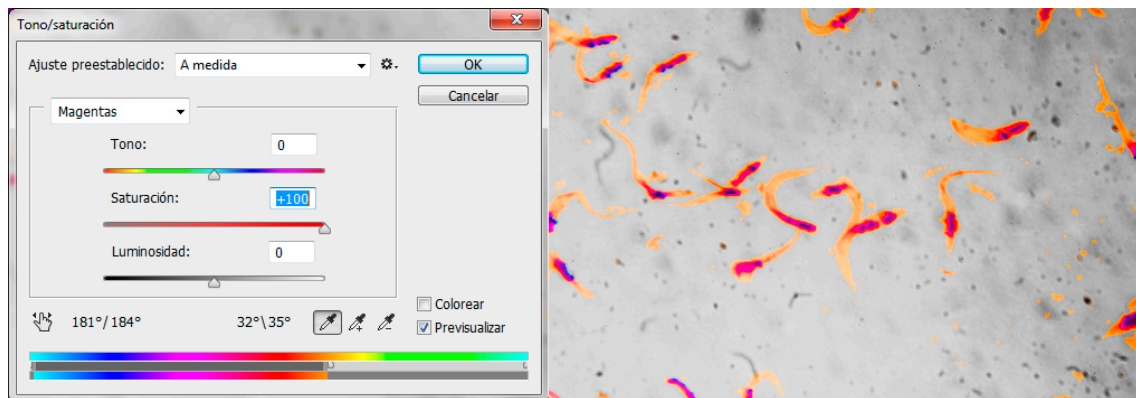 Tono/saturación
Ajuste preestablecido: A medida
OK
Cancelar
Magentas
Tono: 0
Saturación: +100
Luminosidad: 0
Colorear
181°/184° 32°\35°
Previsualizar